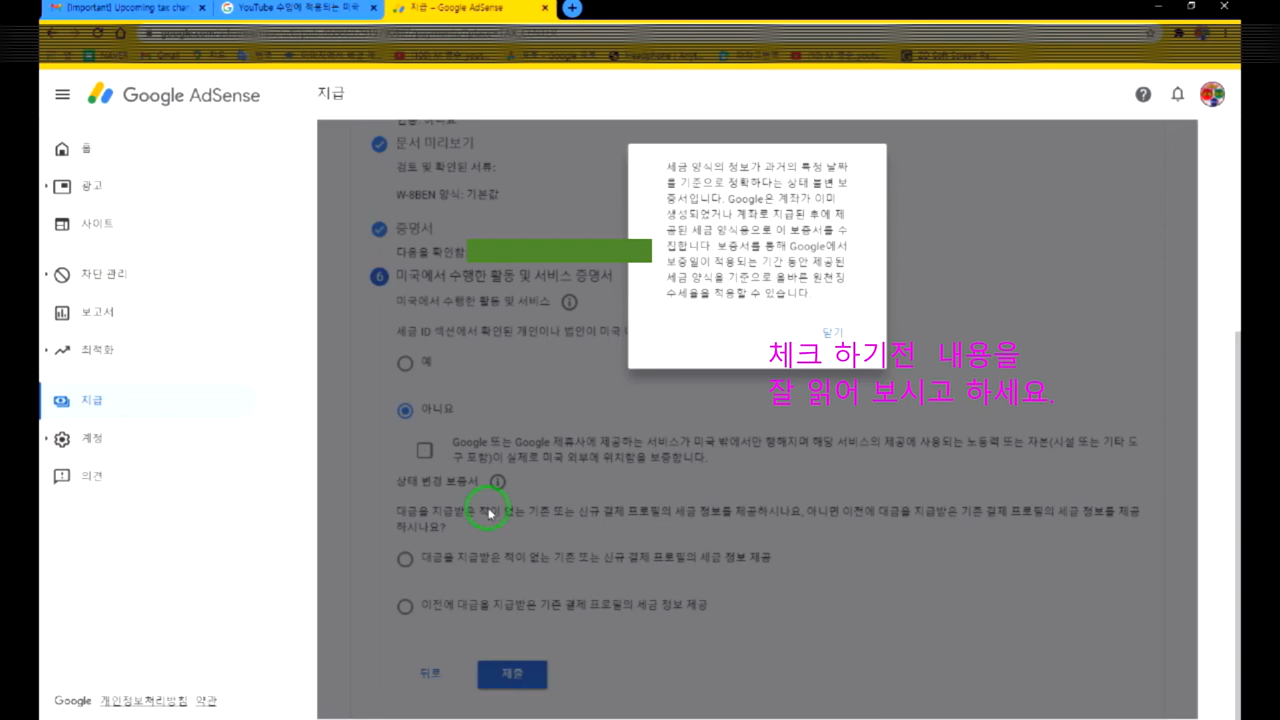 [Important] Upcoming tax chan
YouTube 수입에 적용되는 미국
지급 – Google AdSense
Google AdSense
지급
홈
광고
사이트
차단 관리
보고서
최적화
지급
계정
의견
Google 개인정보처리방침 약관
문서 미리보기
검토 및 확인된 서류:
W-8BEN 양식: 기본값
증명서
다음을 확인함:
6 미국에서 수행한 활동 및 서비스 증명서
미국에서 수행한 활동 및 서비스
세금 ID 섹션에서 확인된 개인이나 법인이 미국
예
아니요
Google 또는 Google 제휴사에 제공하는 서비스가 미국 밖에서만 행해지며 해당 서비스의 제공에 사용되는 노동력 또는 자본(시설 또는 기타 도
구 포함)이 실제로 미국 외부에 위치함을 보증합니다.
상태 변경 보증서
대금을 지급받은 적이 없는 기존 또는 신규 결제 프로필의 세금 정보를 제공하시나요, 아니면 이전에 대금을 지급받은 기존 결제 프로필의 세금 정보를 제공
하시나요?
대금을 지급받은 적이 없는 기존 또는 신규 결제 프로필의 세금 정보 제공
이전에 대금을 지급받은 기존 결제 프로필의 세금 정보 제공
뒤로
제출
세금 양식의 정보가 과거의 특정 날짜
를 기준으로 정확하다는 상태 불변 보
증서입니다. Google은 계좌가 이미
생성되었거나 계좌로 지급된 후에 제
공된 세금 양식용으로 이 보증서를 수
집합니다. 보증서를 통해 Google에서
보증일이 적용되는 기간 동안 제공된
세금 양식을 기준으로 올바른 원천징
수세율을 적용할 수 있습니다
닫기
체크 하기전 내용을
잘 읽어 보시고 하세요.